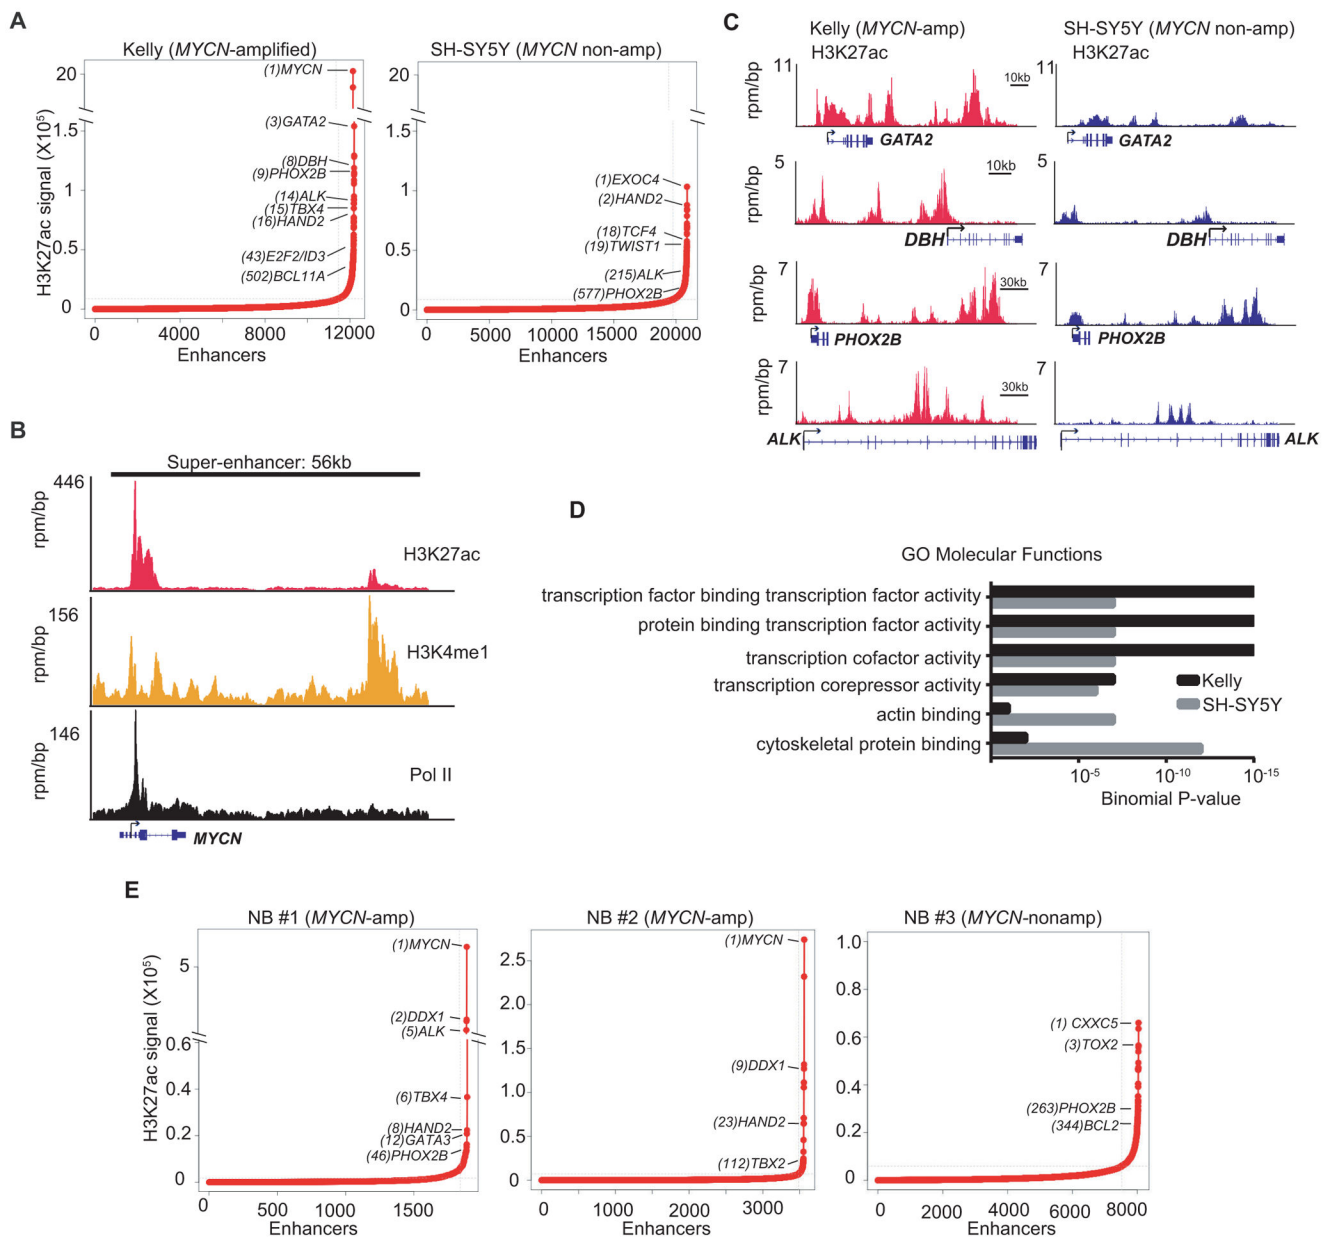 A
Kelly (MYCN-amplified)
SH-SY5Y (MYCN non-amp)
H3K27ac signal (X10⁵)
20
1.5
1
0.5
0
(1)MYCN
(3)GATA2
(8)DBH
(9)PHOX2B
(14)ALK
(15)TBX4
(16)HAND2
(43)E2F2/ID3
(502)BCL11A
0 4000 8000 12000
Enhancers
20
1.5
1
0.5
0
(1)EXOC4
(2)HAND2
(18)TCF4
(19)TWIST1
(215)ALK
(577)PHOX2B
0 5000 10000 15000 20000
Enhancers
B
Super-enhancer: 56kb
446
rpm/bp
H3K27ac
156
rpm/bp
H3K4me1
146
rpm/bp
Pol II
MYCN
C
Kelly (MYCN-amp)
H3K27ac
SH-SY5Y (MYCN non-amp)
H3K27ac
11
rpm/bp
10kb
GATA2
11
GATA2
5
rpm/bp
10kb
DBH
5
DBH
7
rpm/bp
30kb
PHOX2B
7
PHOX2B
7
rpm/bp
30kb
ALK
7
ALK
D
GO Molecular Functions
transcription factor binding transcription factor activity
protein binding transcription factor activity
transcription cofactor activity
transcription corepressor activity
actin binding
cytoskeletal protein binding
Kelly
SH-SY5Y
10⁻⁵ 10⁻¹⁰ 10⁻¹⁵
Binomial P-value
E
NB #1 (MYCN-amp)
H3K27ac signal (X10⁵)
5
0.6
0.4
0.2
0
(1)MYCN
(2)DDX1
(5)ALK
(6)TBX4
(8)HAND2
(12)GATA3
(46)PHOX2B
0 500 1000 1500
Enhancers
NB #2 (MYCN-amp)
2.5
2.0
1.5
1.0
0.5
0
(1)MYCN
(9)DDX1
(23)HAND2
(112)TBX2
0 1000 2000 3000
Enhancers
NB #3 (MYCN-nonamp)
1.0
0.8
0.6
0.4
0.2
0
(1) CXXC5
(3)TOX2
(263)PHOX2B
(344)BCL2
0 2000 4000 6000 8000
Enhancers